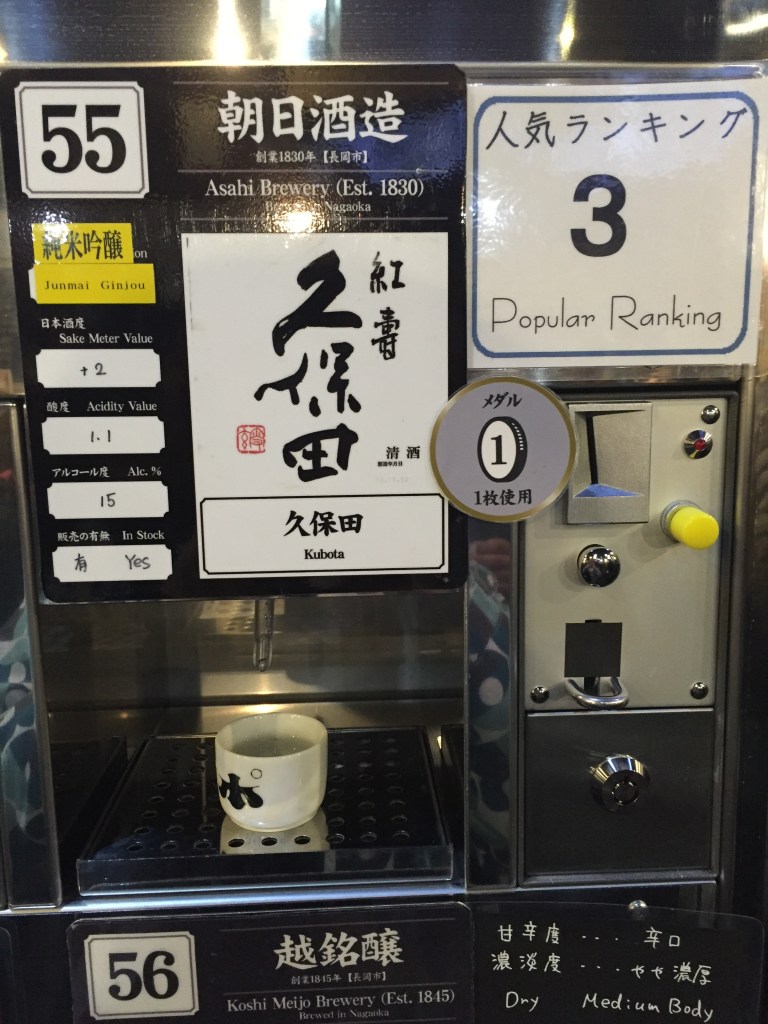 55
朝日酒造
創業1830年【長岡市】
Asahi Brewery (Est. 1830)
in Nagaoka
純米吟醸
Junmai Ginjou
日本酒度
Sake Meter Value
+2
酸度 Acidity Value
1.1
アルコール度 Alc. %
15
販売の有無 In Stock
有 Yes
紅壽
久保田
清酒
久保田
Kubota
人気ランキング
3
Popular Ranking
メダル
1
1枚使用
56
越銘醸
創業1845年【長岡市】
Koshi Meijo Brewery (Est. 1845)
Brewed in Nagaoka
甘辛度・・・辛口
濃淡度・・・やや濃厚
Dry Medium Body